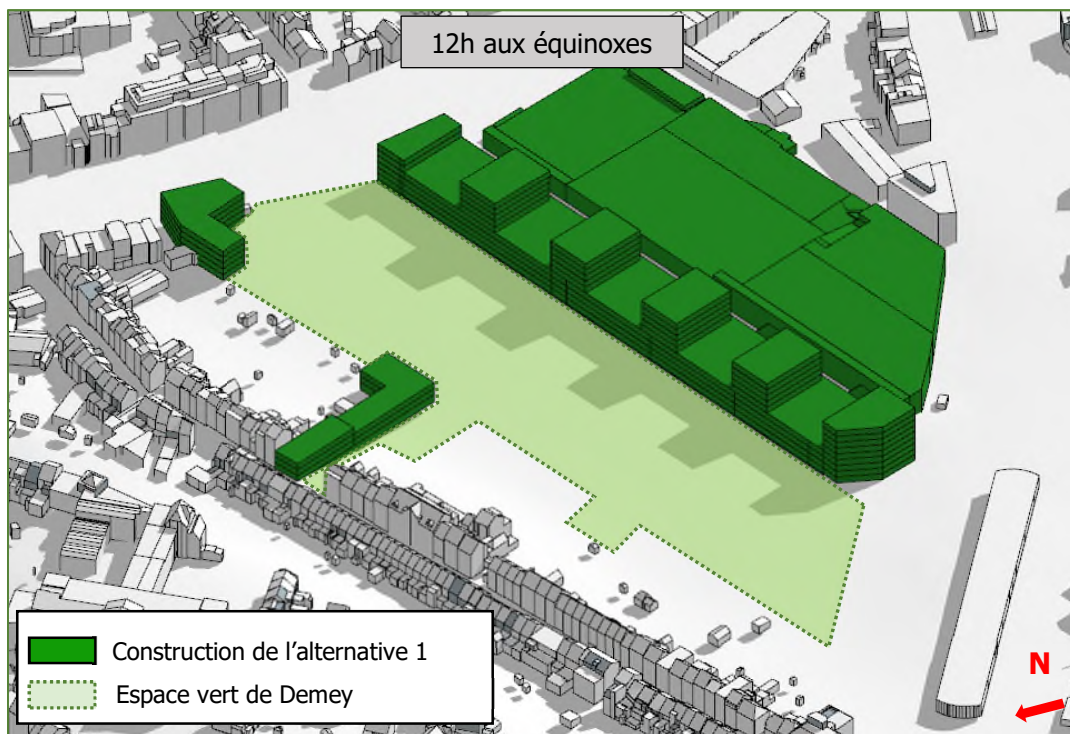 12h aux équinoxes
N
Construction de l'alternative 1
Espace vert de Demey